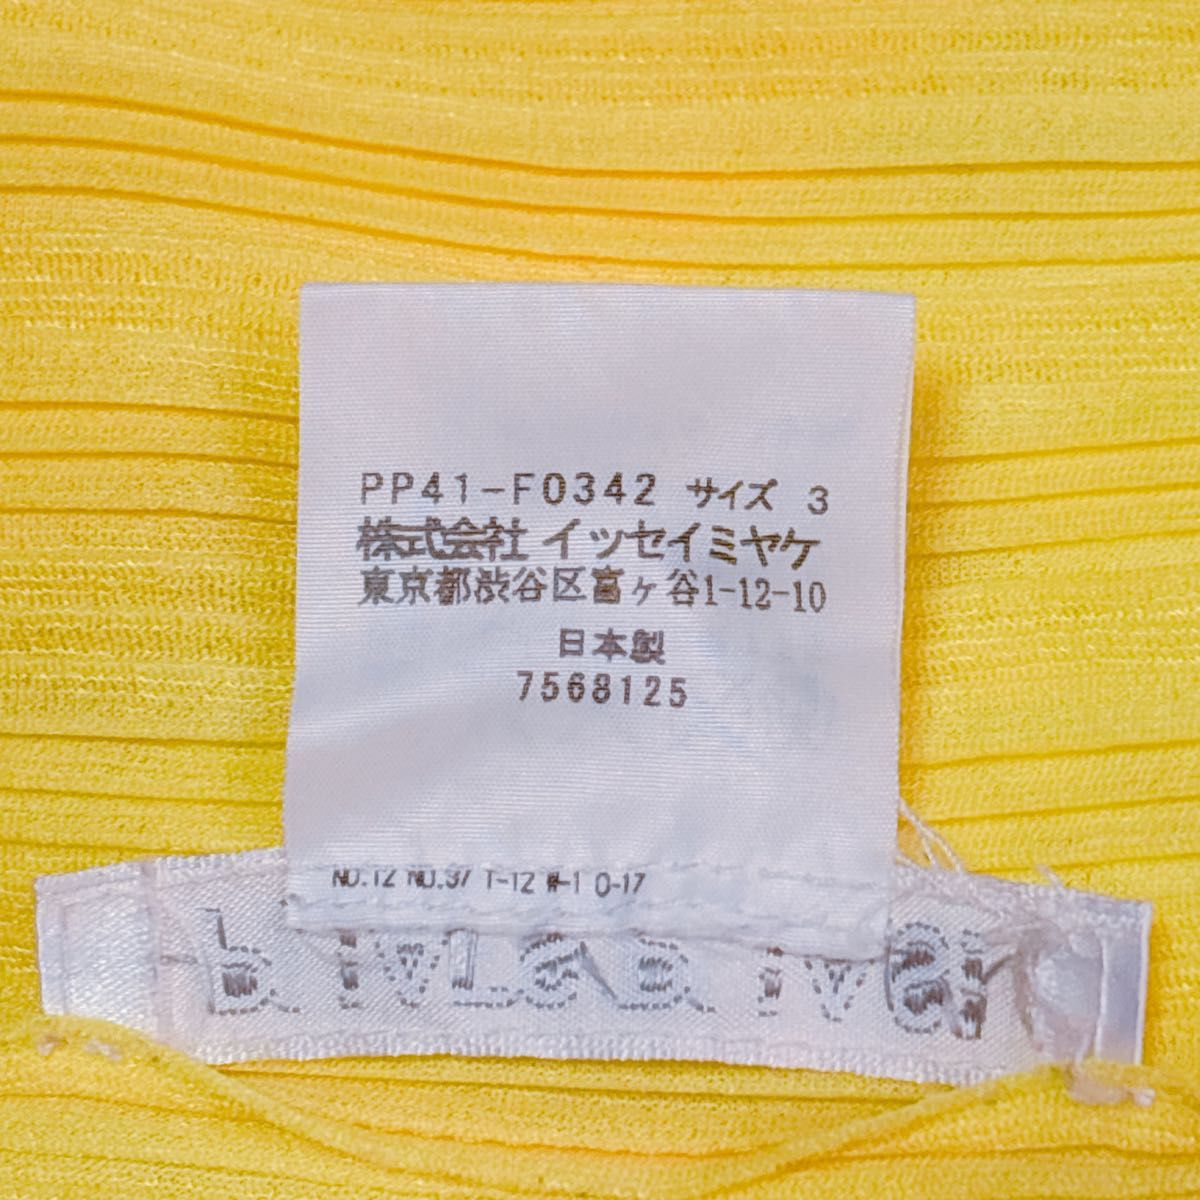 PP41-F0342 サイズ 3
株式会社 イッセイミヤケ
東京都渋谷区富ヶ谷1-12-10
日本製
7568125
NO.12 NO.37 T-12 #-1 0-17